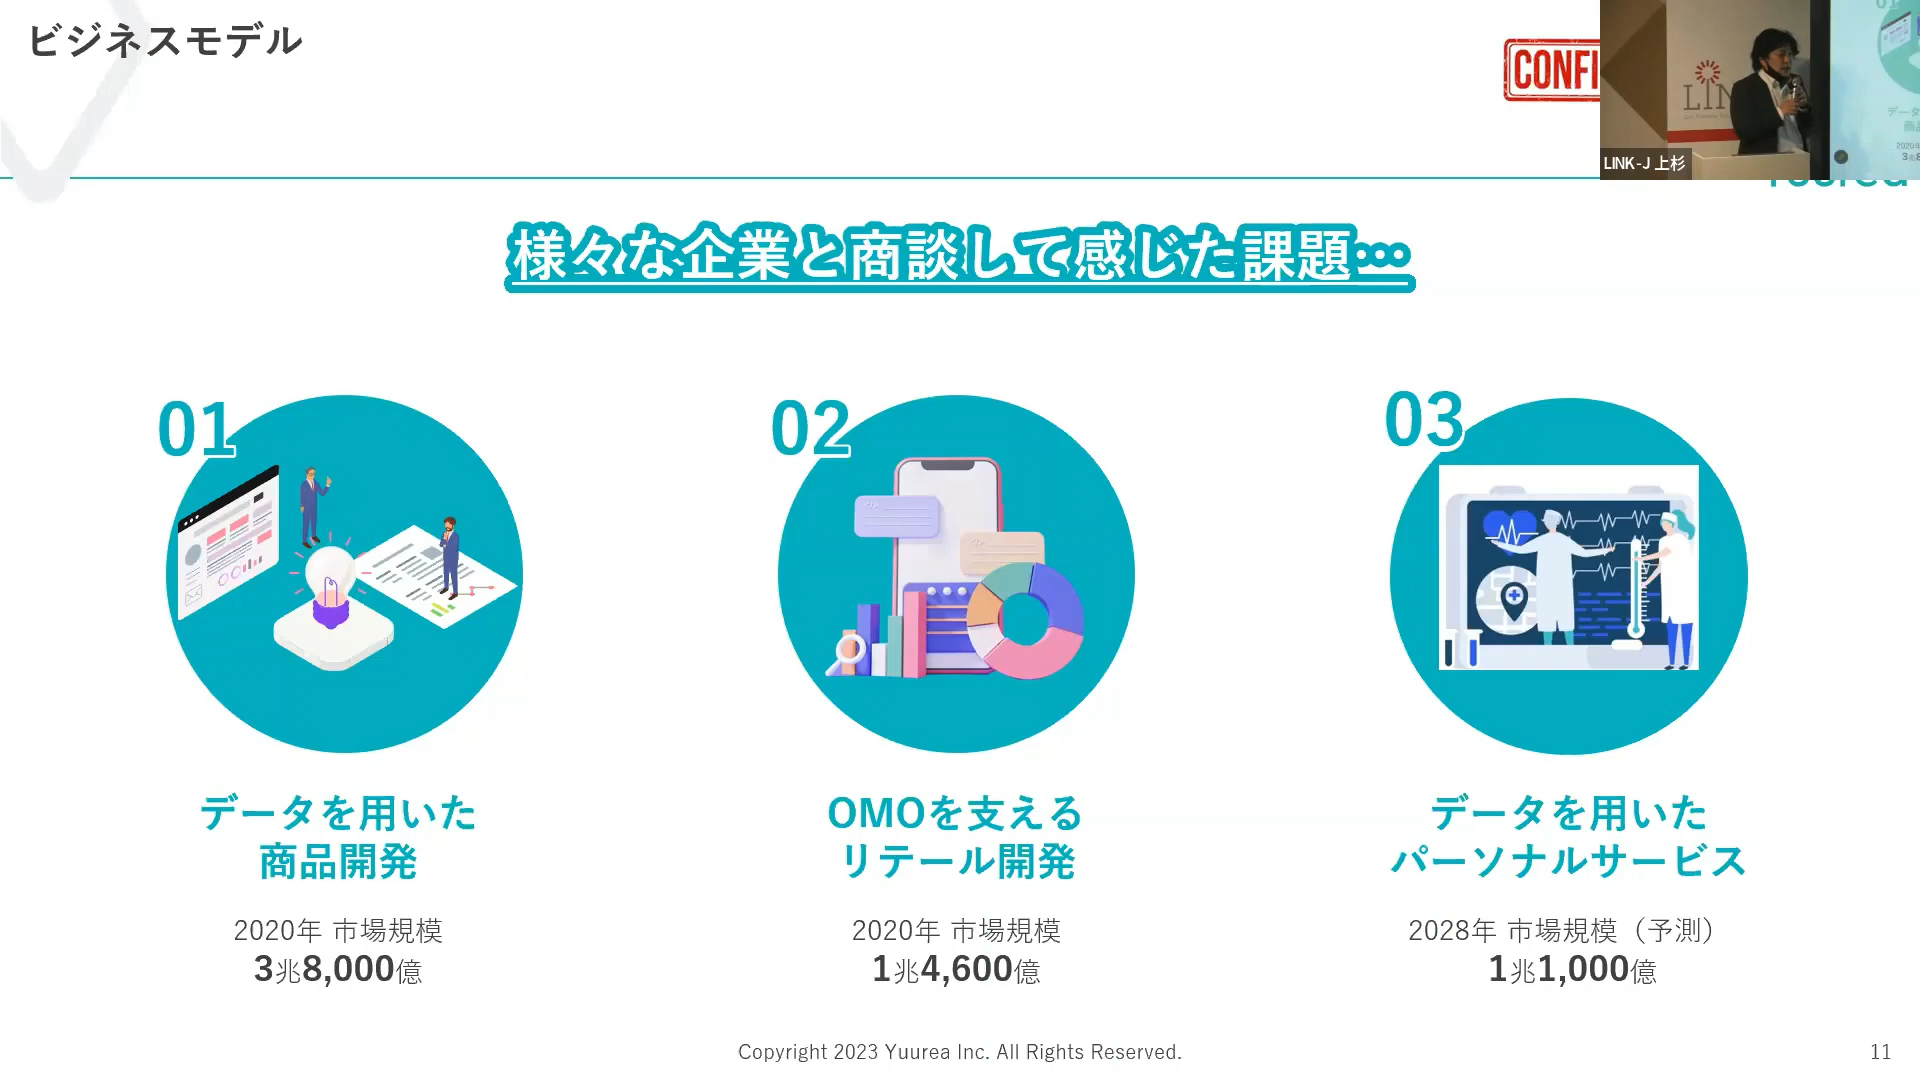 ビジネスモデル
CONFI
LIN
LINK-J 上杉
様々な企業と商談して感じた課題…
01
02
03
データを用いた
商品開発
OMOを支える
リテール開発
データを用いた
パーソナルサービス
2020年 市場規模
3兆8,000億
2020年 市場規模
1兆4,600億
2028年 市場規模（予測）
1兆1,000億
Copyright 2023 Yuurea Inc. All Rights Reserved.
11